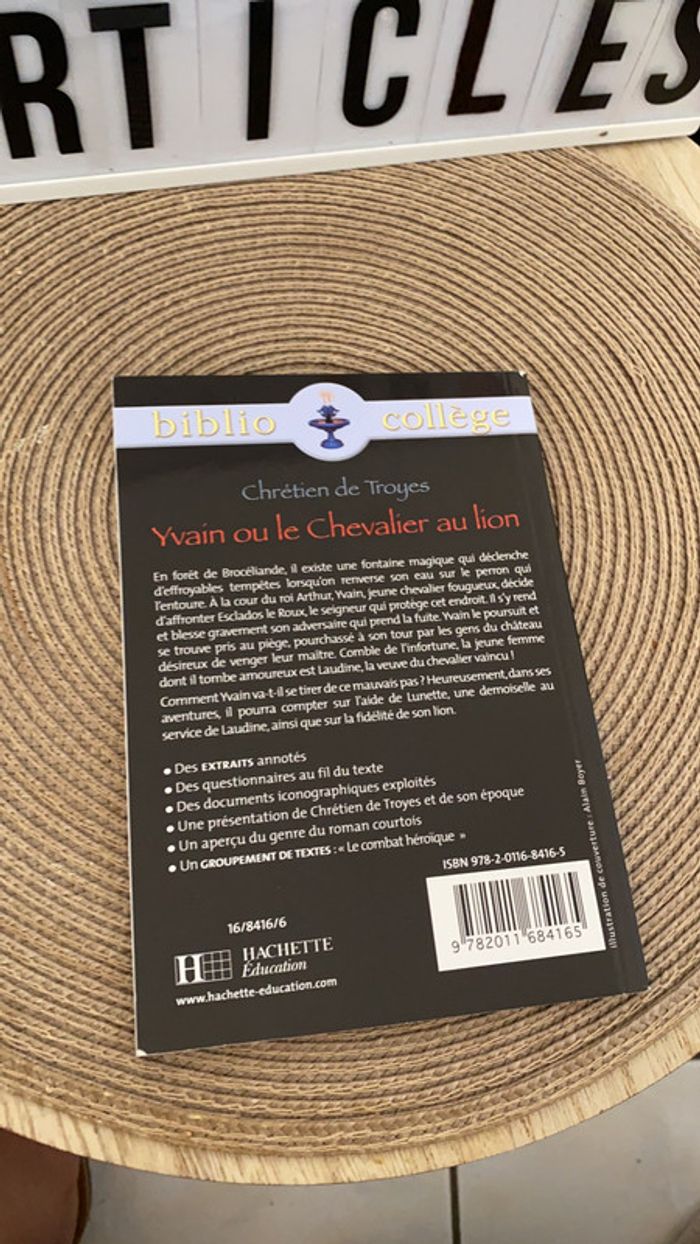 RTICLES
biblio collège
Chrétien de Troyes
Yvain ou le Chevalier au lion
En forêt de Brocéliande, il existe une fontaine magique qui déclenche
d'effroyables tempêtes lorsqu'on renverse son eau sur le perron qui
l'entoure. À la cour du roi Arthur, Yvain, jeune chevalier fougueux, décide
d'affronter Esclados le Roux, le seigneur qui protège cet endroit. Il s'y rend
et blesse gravement son adversaire qui prend la fuite. Yvain le poursuit et
se trouve pris au piège, pourchassé à son tour par les gens du château
désireux de venger leur maître. Comble de l'infortune, la jeune femme
dont il tombe amoureux est Laudine, la veuve du chevalier vaincu !
Comment Yvain va-t-il se tirer de ce mauvais pas ? Heureusement, dans ses
aventures, il pourra compter sur l'aide de Lunette, une demoiselle au
service de Laudine, ainsi que sur la fidélité de son lion.
• Des EXTRAITS annotés
• Des questionnaires au fil du texte
• Des documents iconographiques exploités
• Une présentation de Chrétien de Troyes et de son époque
• Un aperçu du genre du roman courtois
• Un GROUPEMENT DE TEXTES : « Le combat héroïque »
ISBN 978-2-0116-8416-5
9 782011 684165
16/8416/6
H HACHETTE
Éducation
www.hachette-education.com
Illustration de couverture : Alain Boyer